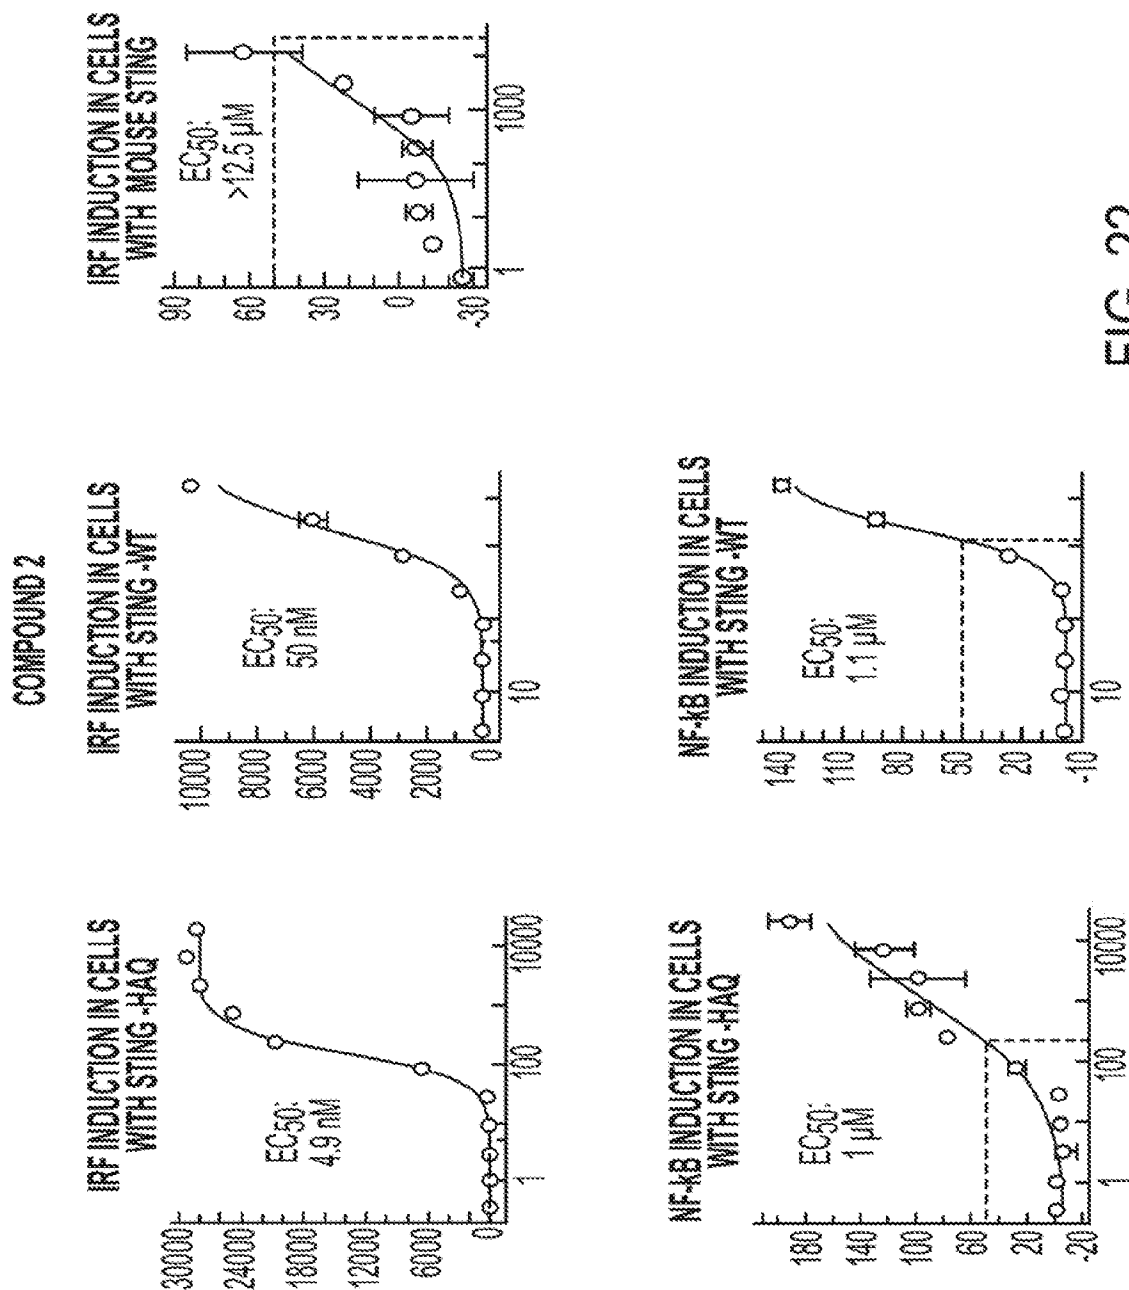 COMPOUND 2
IRF INDUCTION IN CELLS
WITH STING -HAQ
EC50:
4.9 nM
30000
24000
18000
12000
6000
0
1
100
10000
IRF INDUCTION IN CELLS
WITH STING -WT
EC50:
50 nM
10000
8000
6000
4000
2000
0
10
IRF INDUCTION IN CELLS
WITH MOUSE STING
EC50:
>12.5 µM
90
60
30
0
-30
1
1000
NF-kB INDUCTION IN CELLS
WITH STING -HAQ
EC50:
1 µM
180
140
100
60
20
-20
1
100
10000
NF-kB INDUCTION IN CELLS
WITH STING -WT
EC50:
1.1 µM
140
110
80
50
20
-10
10
FIG. 22